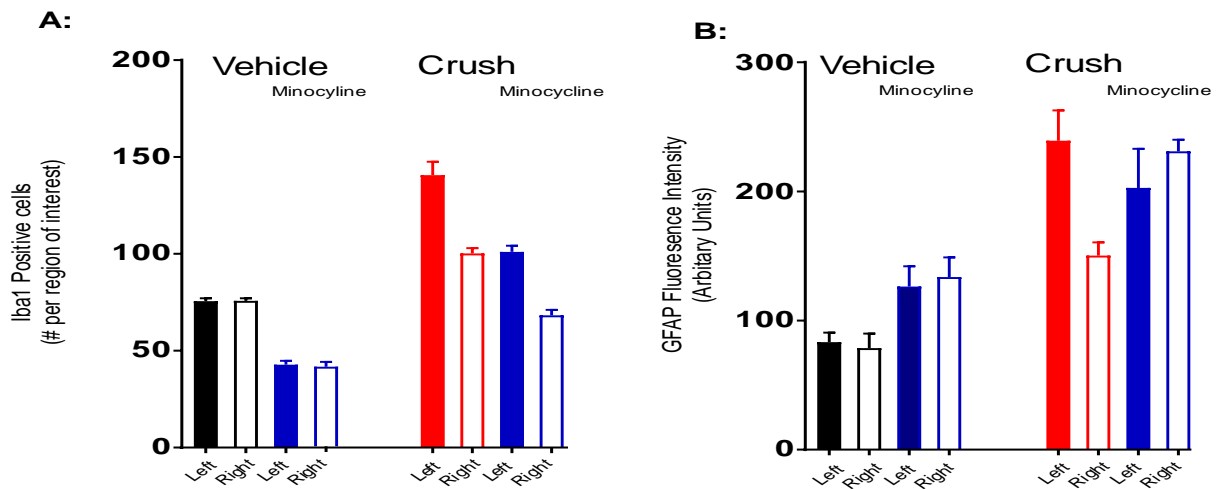 A:
Vehicle
Crush
Minocyline
Minocycline
Iba1 Positive cells
(# per region of interest)
200
150
100
50
0
Left
Right
Left
Right
Left
Right
Left
Right
B:
Vehicle
Crush
Minocyline
Minocycline
GFAP Fluoresence Intensity
(Arbitary Units)
300
200
100
0
Left
Right
Left
Right
Left
Right
Left
Right